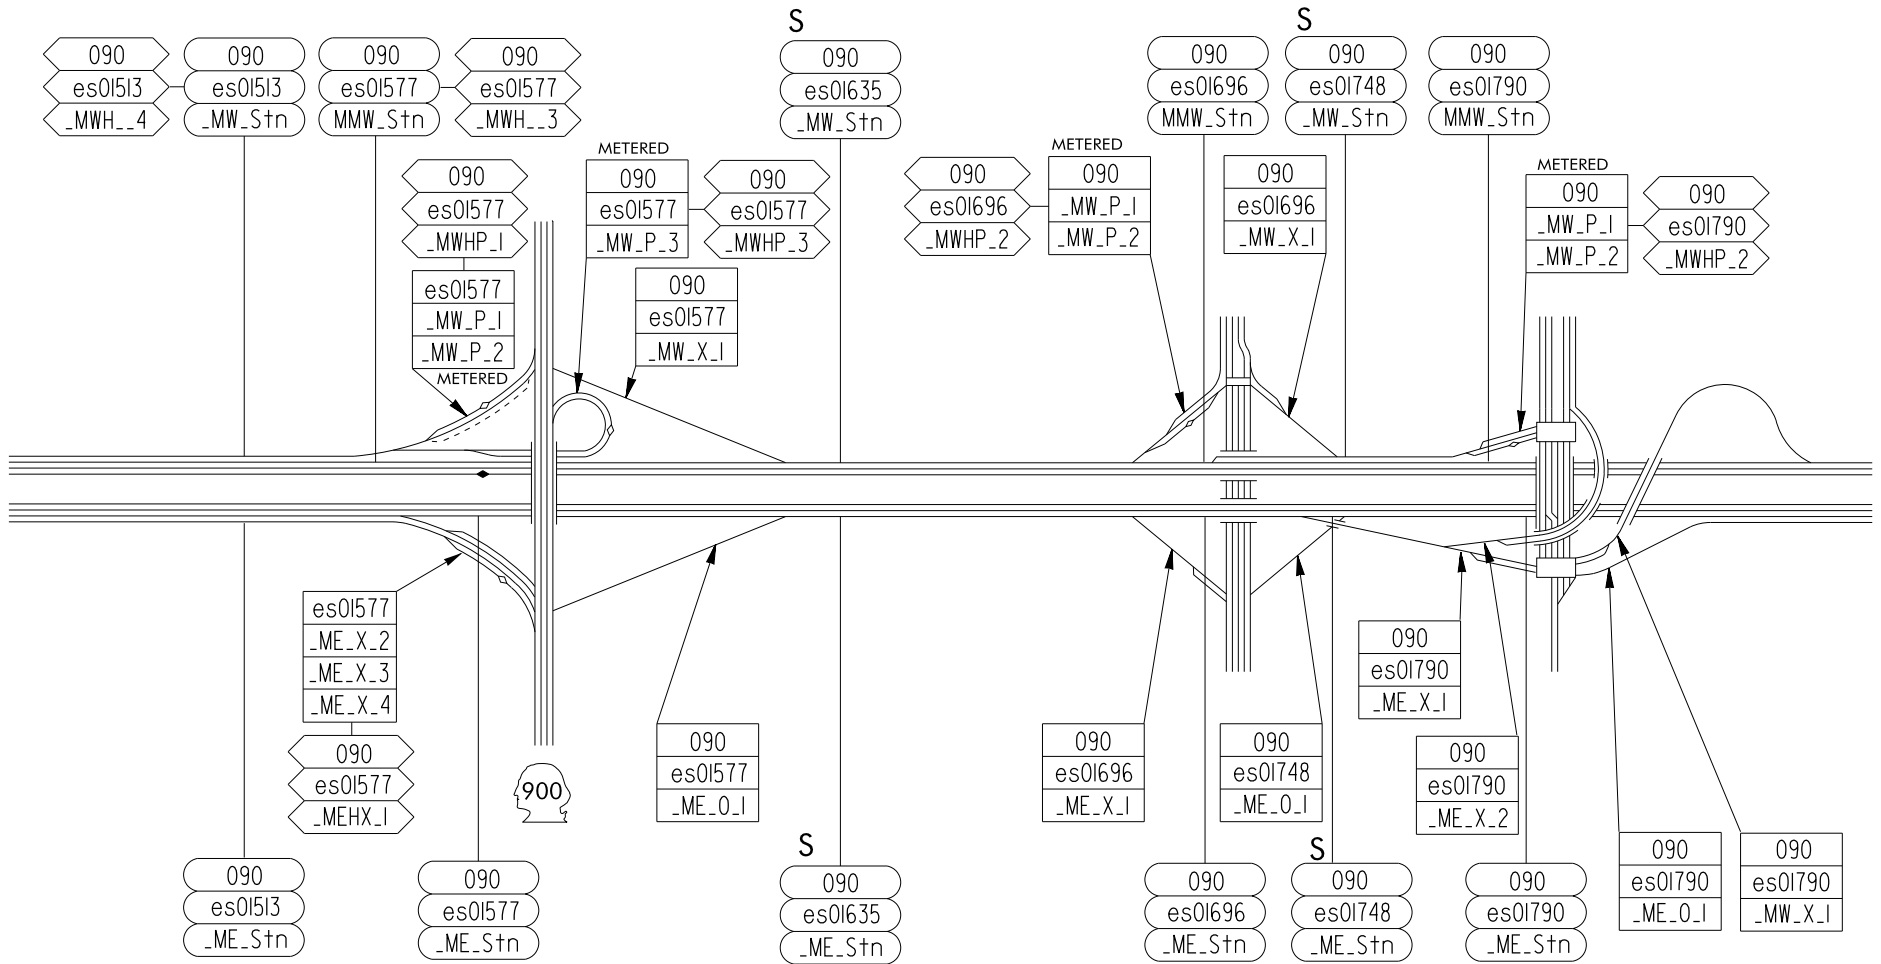 S
S
090
es01513
_MWH__4
090
es01513
_MW_Stn
090
es01577
MMW_Stn
090
es01577
_MWH__3
090
es01635
_MW_Stn
090
es01696
MMW_Stn
090
es01748
_MW_Stn
090
es01790
MMW_Stn
090
es01577
_MWHP_1
es01577
_MW_P_1
_MW_P_2
METERED
METERED
090
es01577
_MW_P_3
090
es01577
_MWHP_3
090
es01577
_MW_X_1
090
es01696
_MWHP_2
METERED
090
_MW_P_1
_MW_P_2
090
es01696
_MW_X_1
METERED
090
_MW_P_1
_MW_P_2
090
es01790
_MWHP_2
es01577
_ME_X_2
_ME_X_3
_ME_X_4
090
es01577
_MEHX_1
900
090
es01577
_ME_O_1
090
es01696
_ME_X_1
090
es01748
_ME_O_1
090
es01790
_ME_X_1
090
es01790
_ME_X_2
090
es01790
_ME_O_1
090
es01790
_MW_X_1
S
S
090
es01513
_ME_Stn
090
es01577
_ME_Stn
090
es01635
_ME_Stn
090
es01696
_ME_Stn
090
es01748
_ME_Stn
090
es01790
_ME_Stn